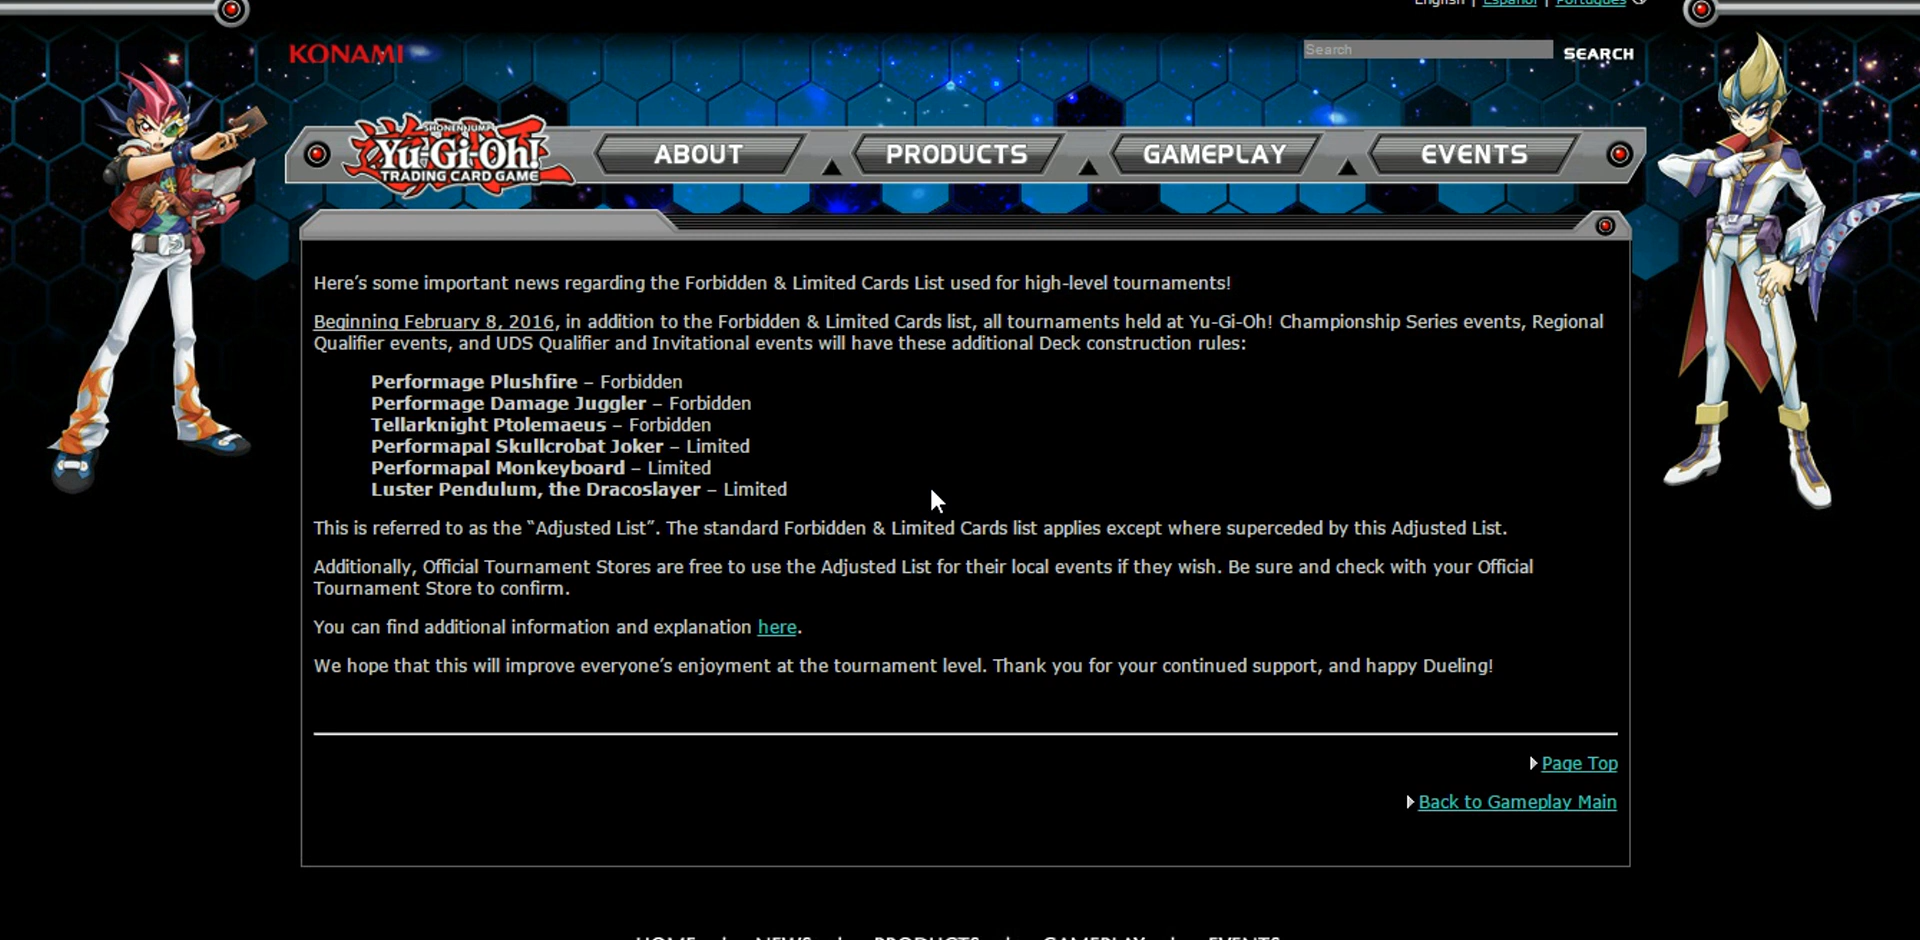 English | Español | Português
KONAMI
Search
SEARCH
SHONEN JUMP
Yu-Gi-Oh!
TRADING CARD GAME
ABOUT
PRODUCTS
GAMEPLAY
EVENTS
Here's some important news regarding the Forbidden & Limited Cards List used for high-level tournaments!
Beginning February 8, 2016, in addition to the Forbidden & Limited Cards list, all tournaments held at Yu-Gi-Oh! Championship Series events, Regional
Qualifier events, and UDS Qualifier and Invitational events will have these additional Deck construction rules:
Performage Plushfire – Forbidden
Performage Damage Juggler – Forbidden
Tellarknight Ptolemaeus – Forbidden
Performapal Skullcrobat Joker – Limited
Performapal Monkeyboard – Limited
Luster Pendulum, the Dracoslayer – Limited
This is referred to as the “Adjusted List”. The standard Forbidden & Limited Cards list applies except where superceded by this Adjusted List.
Additionally, Official Tournament Stores are free to use the Adjusted List for their local events if they wish. Be sure and check with your Official
Tournament Store to confirm.
You can find additional information and explanation here.
We hope that this will improve everyone's enjoyment at the tournament level. Thank you for your continued support, and happy Dueling!
Page Top
Back to Gameplay Main
HOME | NEWS | PRODUCTS | GAMEPLAY | EVENTS